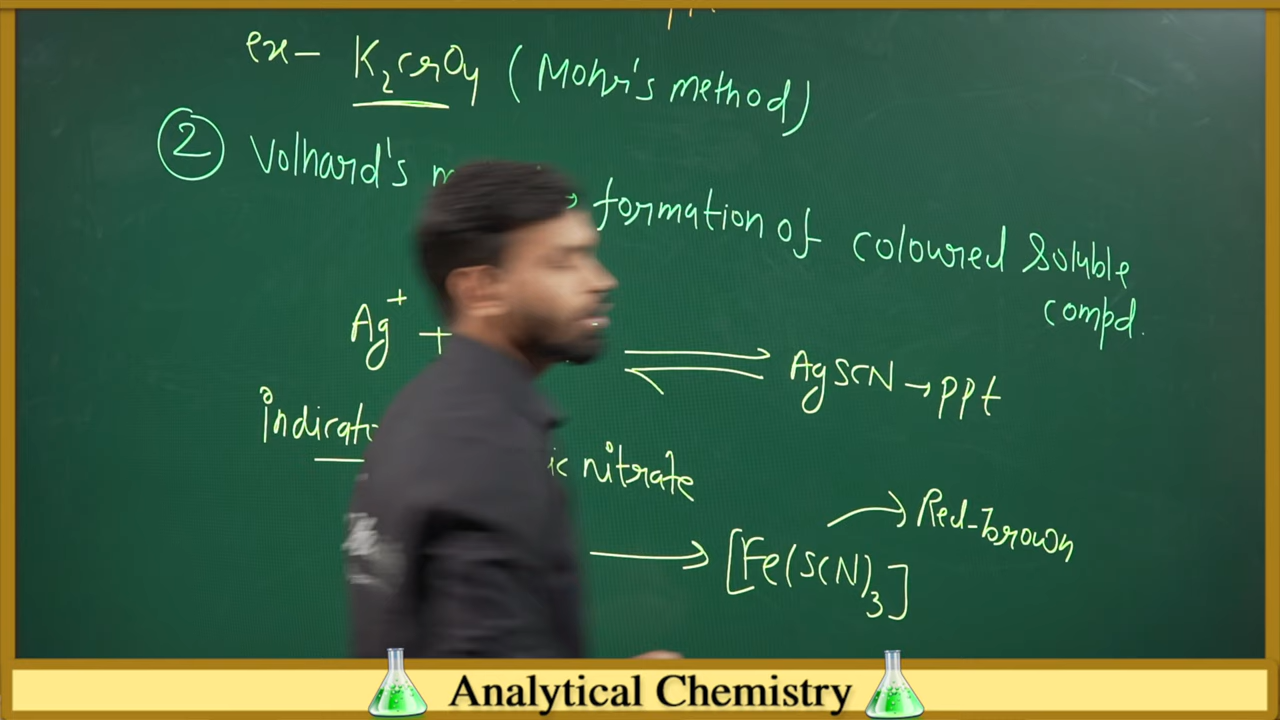 ex- K₂CrO₄ (Mohr's method)
② Volhard's formation of coloured Soluble
compd.
Ag⁺ + ⇌ AgSCN → ppt
nitrate
→ [Fe(SCN)₃] → Red-brown
Analytical Chemistry